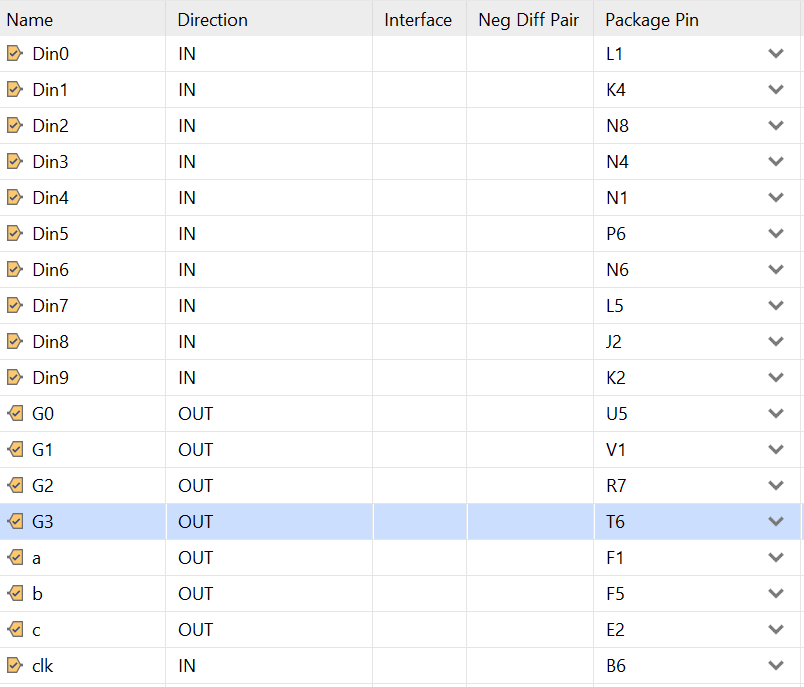 Name Direction Interface Neg Diff Pair Package Pin
Din0 IN L1
Din1 IN K4
Din2 IN N8
Din3 IN N4
Din4 IN N1
Din5 IN P6
Din6 IN N6
Din7 IN L5
Din8 IN J2
Din9 IN K2
G0 OUT U5
G1 OUT V1
G2 OUT R7
G3 OUT T6
a OUT F1
b OUT F5
c OUT E2
clk IN B6